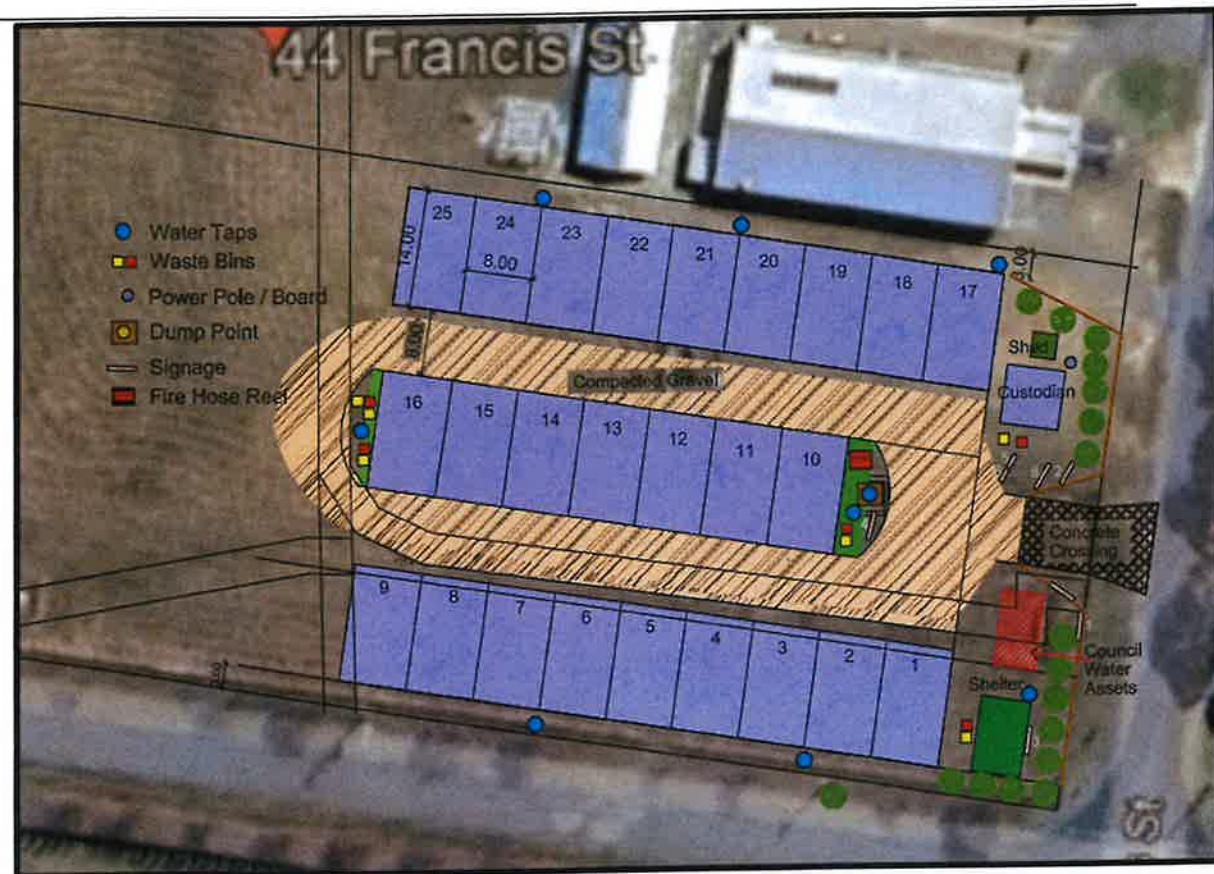 44 Francis St
Water Taps
Waste Bins
Power Pole / Board
Dump Point
Signage
Fire Hose Reel
25
24
23
22
21
20
19
18
17
14.00
8.00
3.00
8.00
Shed
Custodian
Compacted Gravel
16
15
14
13
12
11
10
Concrete
Crossing
9
8
7
6
5
4
3
2
1
Council
Water
Assets
Shelter
St